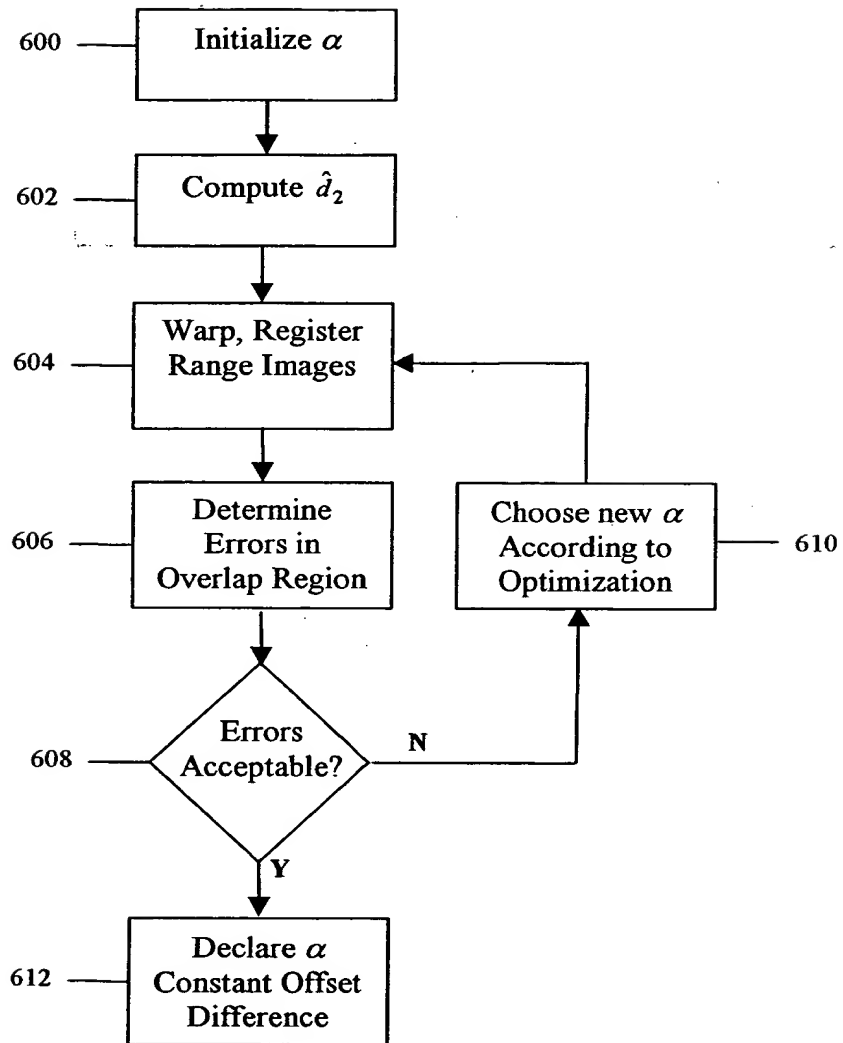 600
Initialize α
602
Compute d̂₂
604
Warp, Register
Range Images
606
Determine
Errors in
Overlap Region
Choose new α
According to
Optimization
610
608
Errors
Acceptable?
N
Y
612
Declare α
Constant Offset
Difference